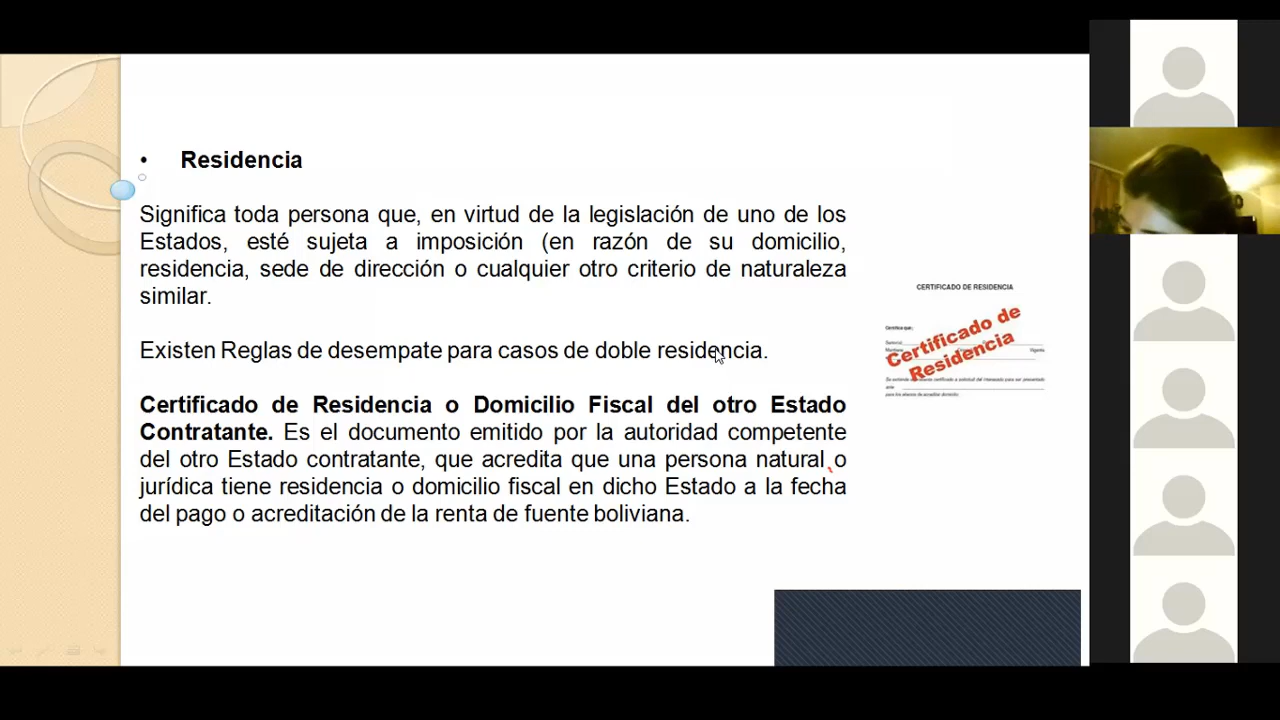 • Residencia
Significa toda persona que, en virtud de la legislación de uno de los
Estados, esté sujeta a imposición (en razón de su domicilio,
residencia, sede de dirección o cualquier otro criterio de naturaleza
similar.
Existen Reglas de desempate para casos de doble residencia.
Certificado de Residencia o Domicilio Fiscal del otro Estado
Contratante. Es el documento emitido por la autoridad competente
del otro Estado contratante, que acredita que una persona natural o
jurídica tiene residencia o domicilio fiscal en dicho Estado a la fecha
del pago o acreditación de la renta de fuente boliviana.
CERTIFICADO DE RESIDENCIA
Certifica que:
Certificado de
Residencia